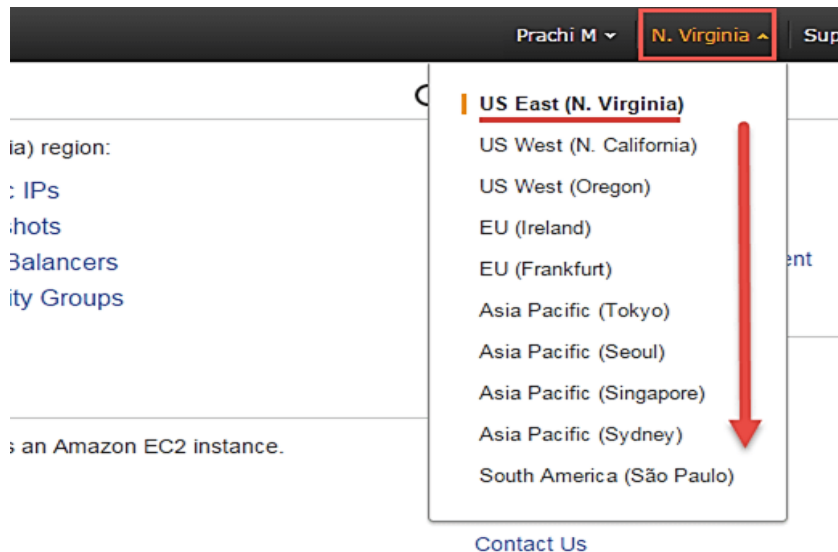 Prachi M N. Virginia Sup
US East (N. Virginia)
ia) region:
US West (N. California)
c IPs
US West (Oregon)
shots
EU (Ireland)
Balancers
ent
EU (Frankfurt)
ity Groups
Asia Pacific (Tokyo)
Asia Pacific (Seoul)
Asia Pacific (Singapore)
Asia Pacific (Sydney)
s an Amazon EC2 instance.
South America (São Paulo)
Contact Us